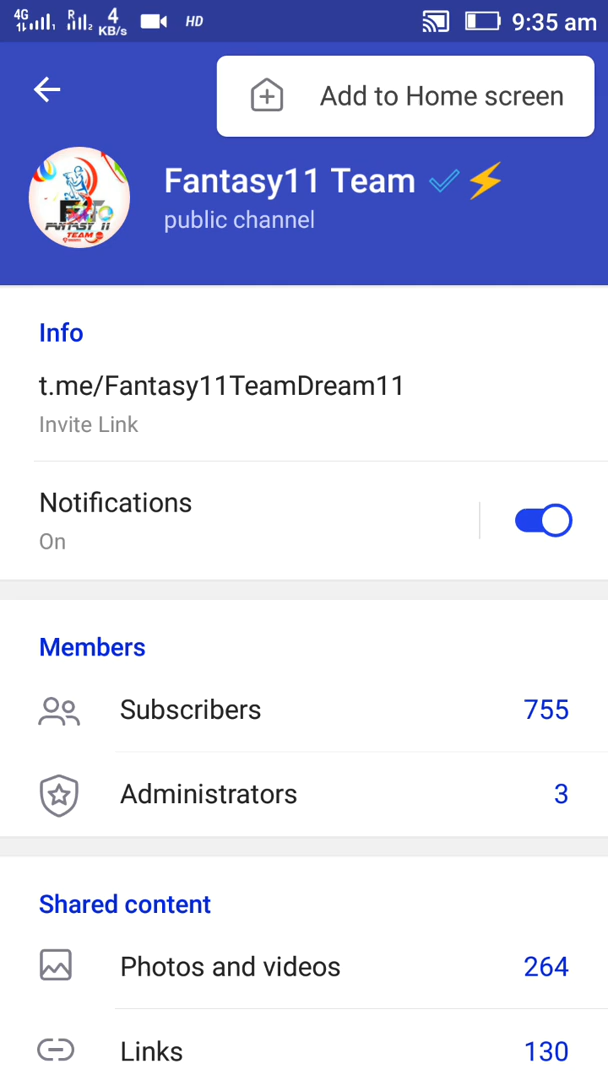 4G R 4 KB/s HD 9:35 am
Add to Home screen
Fantasy11 Team
public channel
Info
t.me/Fantasy11TeamDream11
Invite Link
Notifications
On
Members
Subscribers 755
Administrators 3
Shared content
Photos and videos 264
Links 130